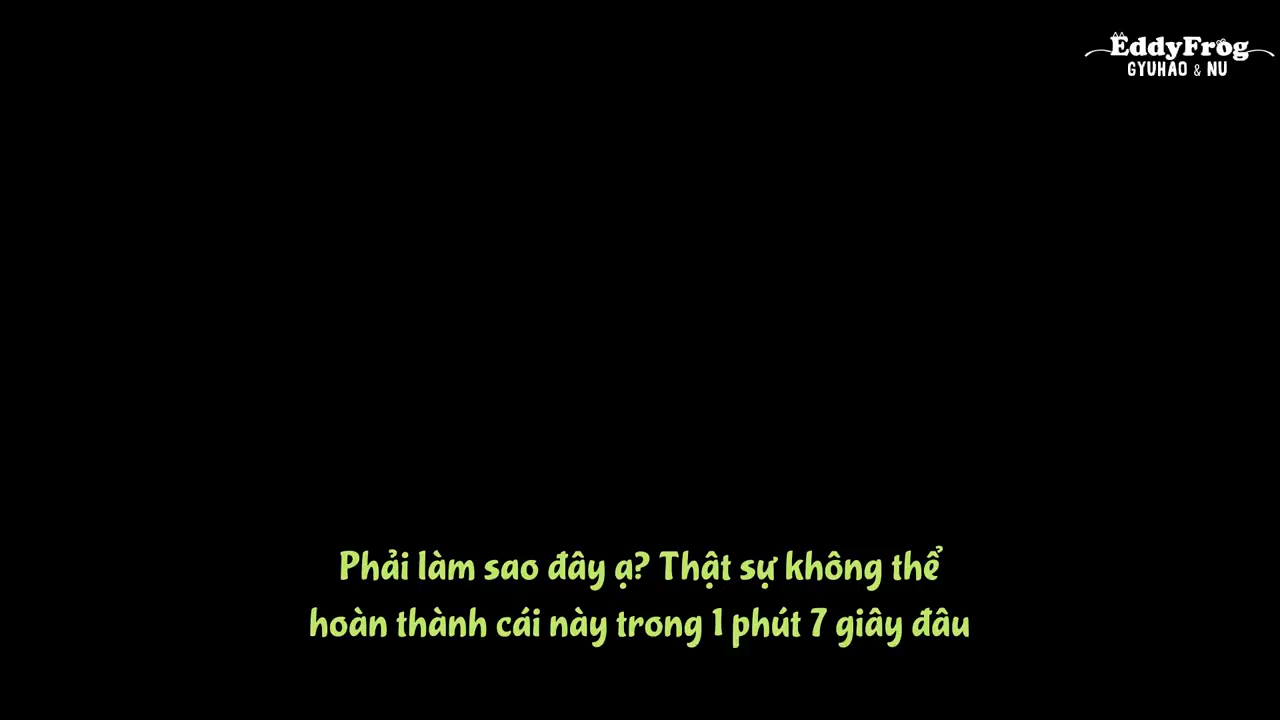 EddyFrog
GYUHAO & NU
Phải làm sao đây ạ? Thật sự không thể
hoàn thành cái này trong 1 phút 7 giây đâu